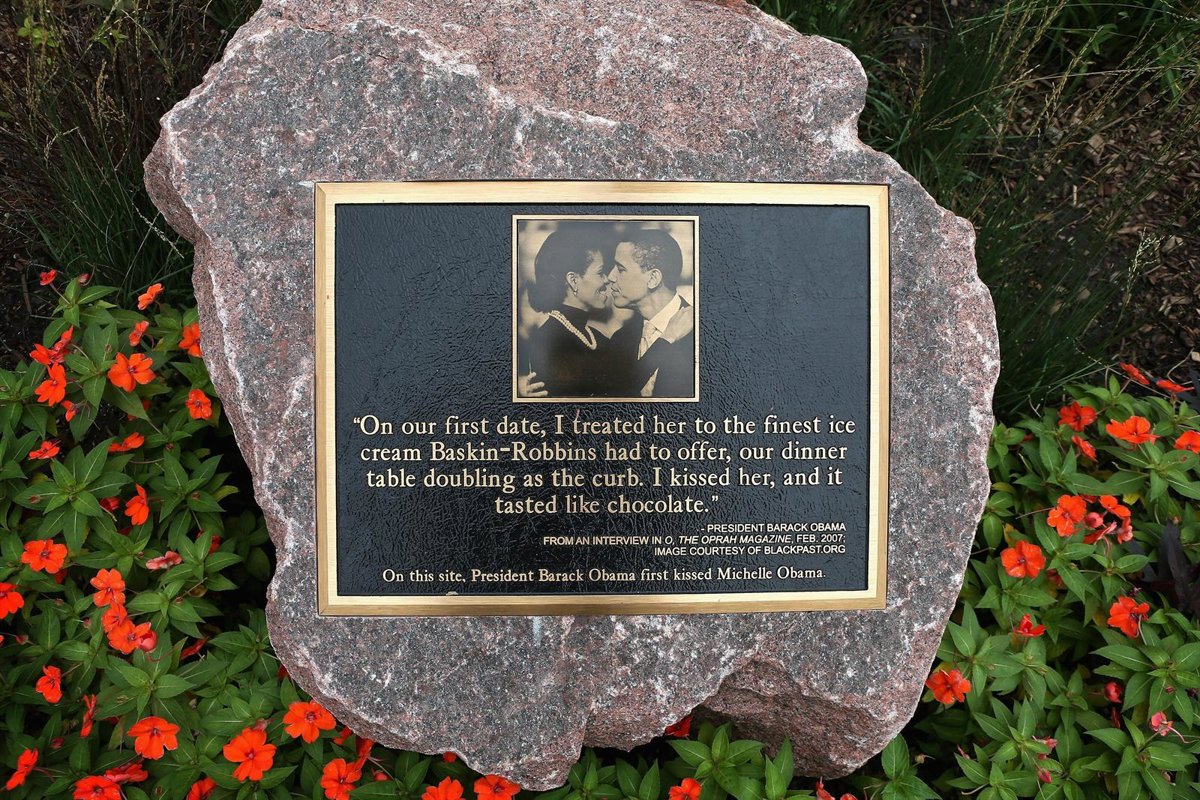 “On our first date, I treated her to the finest ice
cream Baskin-Robbins had to offer, our dinner
table doubling as the curb. I kissed her, and it
tasted like chocolate.”
- PRESIDENT BARACK OBAMA
FROM AN INTERVIEW IN O, THE OPRAH MAGAZINE, FEB. 2007;
IMAGE COURTESY OF BLACKPAST.ORG
On this site, President Barack Obama first kissed Michelle Obama.